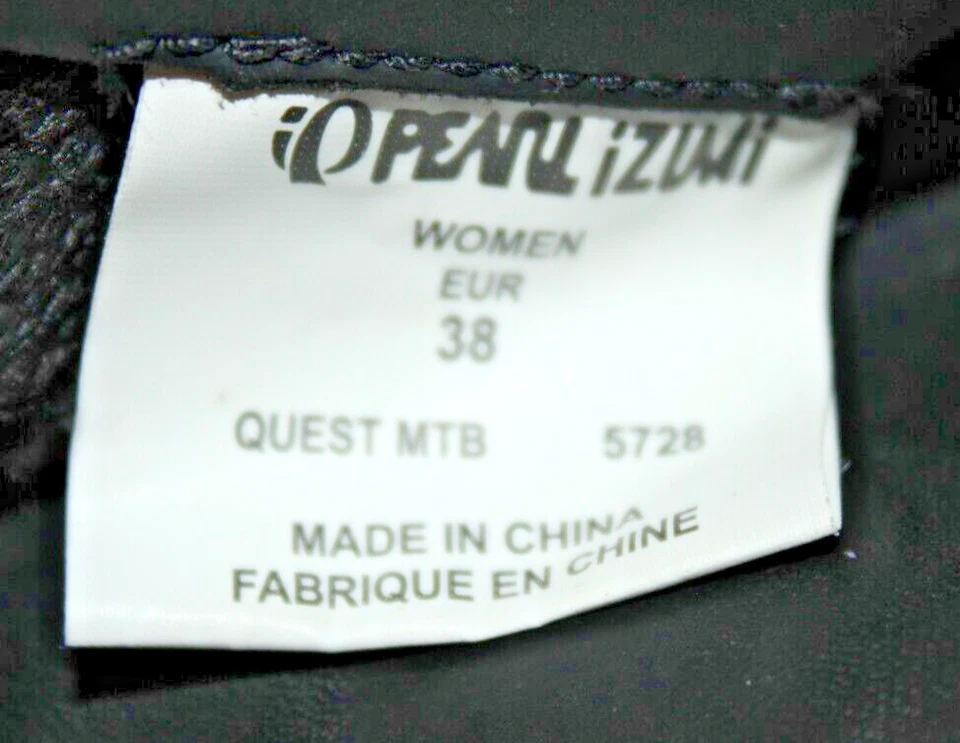 PEARL iZUMi
WOMEN
EUR
38
QUEST MTB 5728
MADE IN CHINA
FABRIQUE EN CHINE